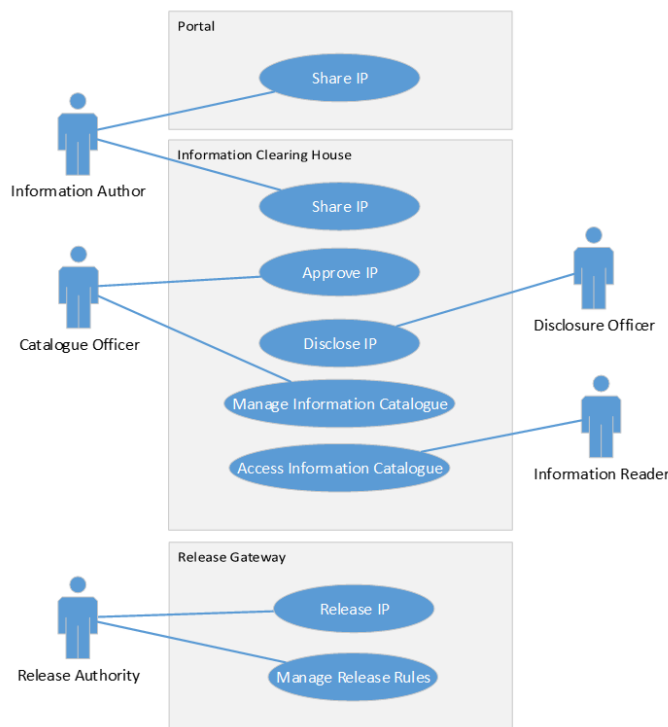 Portal
Share IP
Information Author
Information Clearing House
Share IP
Approve IP
Catalogue Officer
Disclose IP
Disclosure Officer
Manage Information Catalogue
Access Information Catalogue
Information Reader
Release Gateway
Release IP
Release Authority
Manage Release Rules